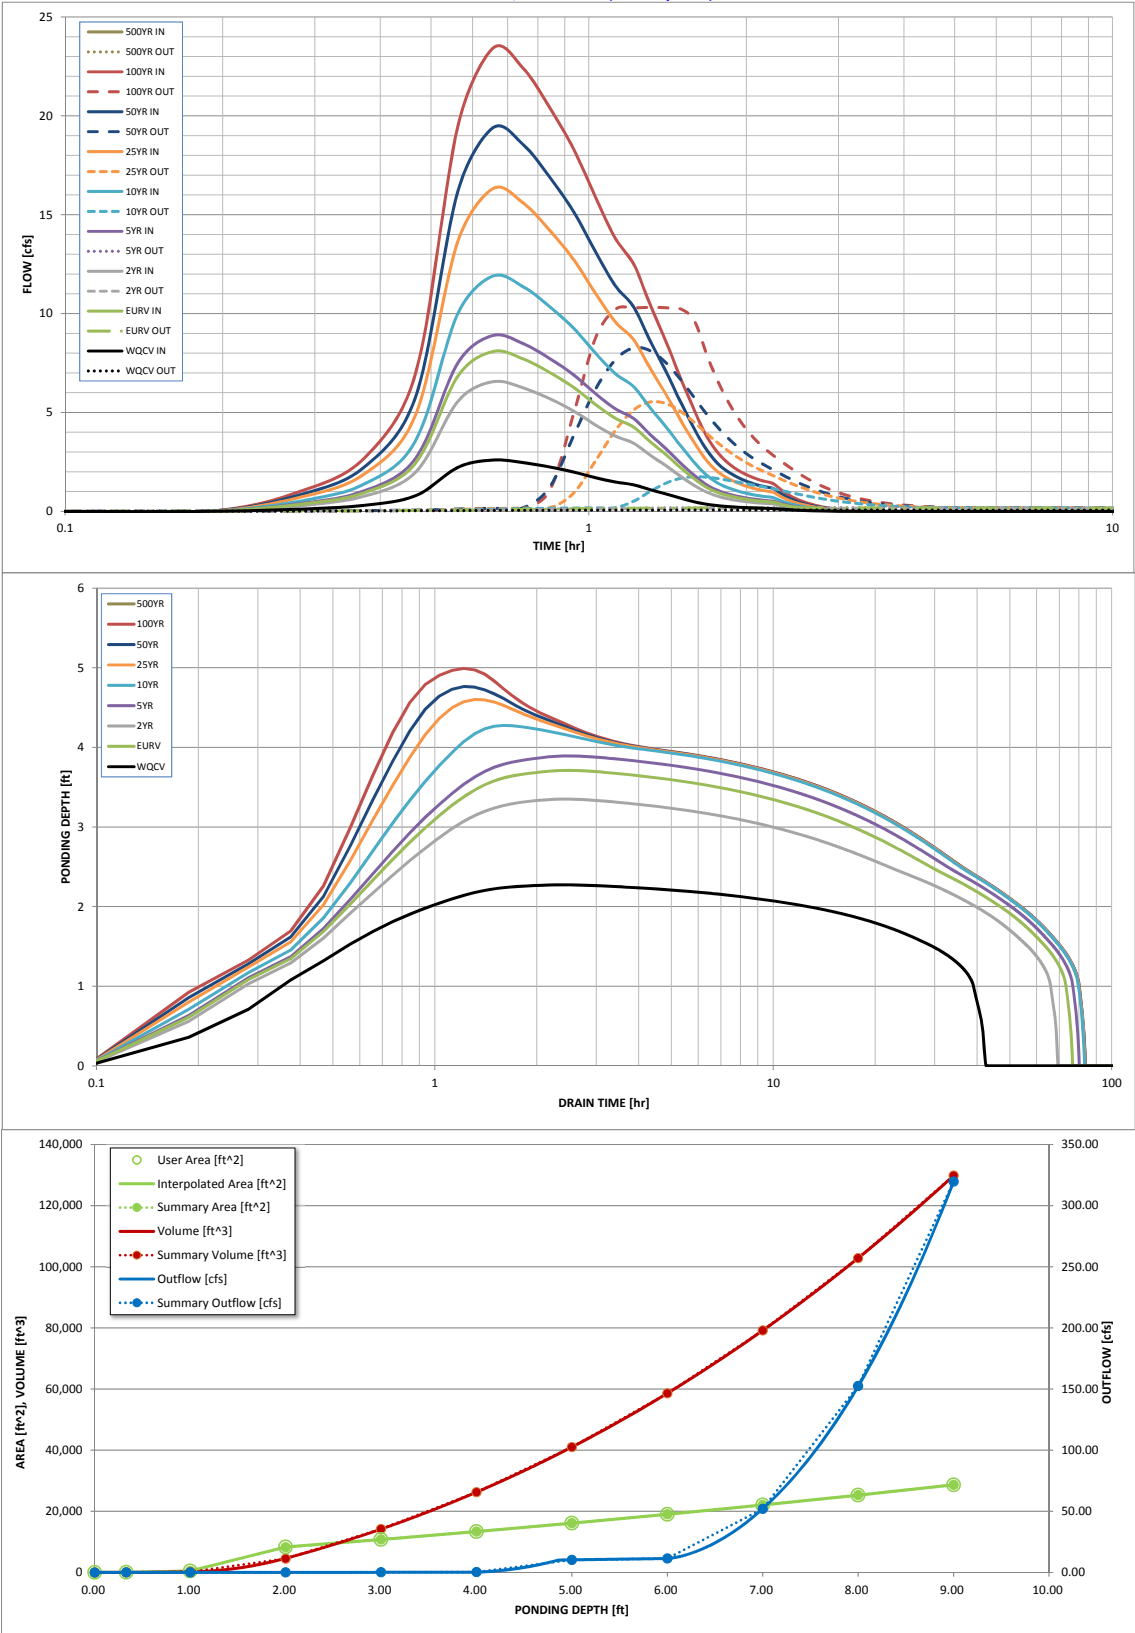 25
20
15
10
5
0
FLOW [cfs]
500YR IN
500YR OUT
100YR IN
100YR OUT
50YR IN
50YR OUT
25YR IN
25YR OUT
10YR IN
10YR OUT
5YR IN
5YR OUT
2YR IN
2YR OUT
EURV IN
EURV OUT
WQCV IN
WQCV OUT
0.1
1
10
TIME [hr]
6
5
4
3
2
1
0
PONDING DEPTH [ft]
500YR
100YR
50YR
25YR
10YR
5YR
2YR
EURV
WQCV
0.1
1
10
100
DRAIN TIME [hr]
140,000
120,000
100,000
80,000
60,000
40,000
20,000
0
AREA [ft^2], VOLUME [ft^3]
User Area [ft^2]
Interpolated Area [ft^2]
Summary Area [ft^2]
Volume [ft^3]
Summary Volume [ft^3]
Outflow [cfs]
Summary Outflow [cfs]
350.00
300.00
250.00
200.00
150.00
100.00
50.00
0.00
OUTFLOW [cfs]
0.00
1.00
2.00
3.00
4.00
5.00
6.00
7.00
8.00
9.00
10.00
PONDING DEPTH [ft]